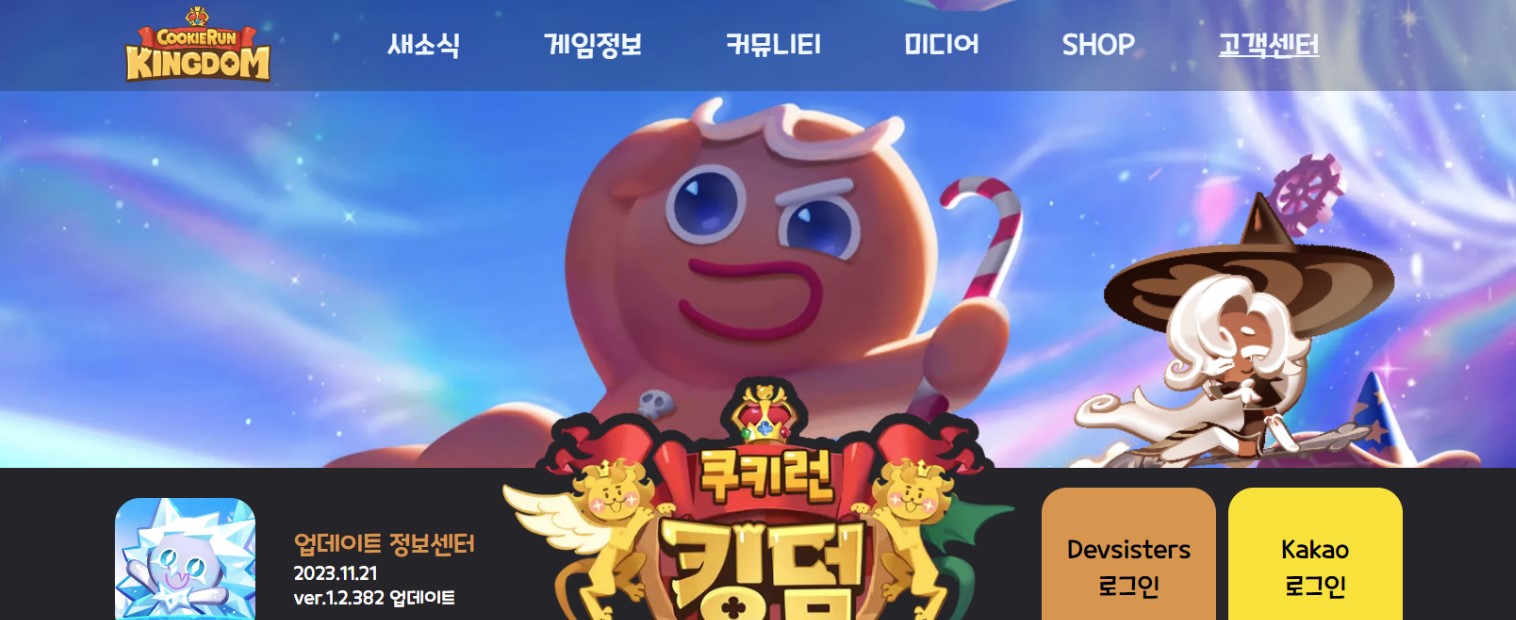 COOKIERUN
KINGDOM
새소식
게임정보
커뮤니티
미디어
SHOP
고객센터
쿠키런
킹덤
업데이트 정보센터
2023.11.21
ver.1.2.382 업데이트
Devsisters
로그인
Kakao
로그인